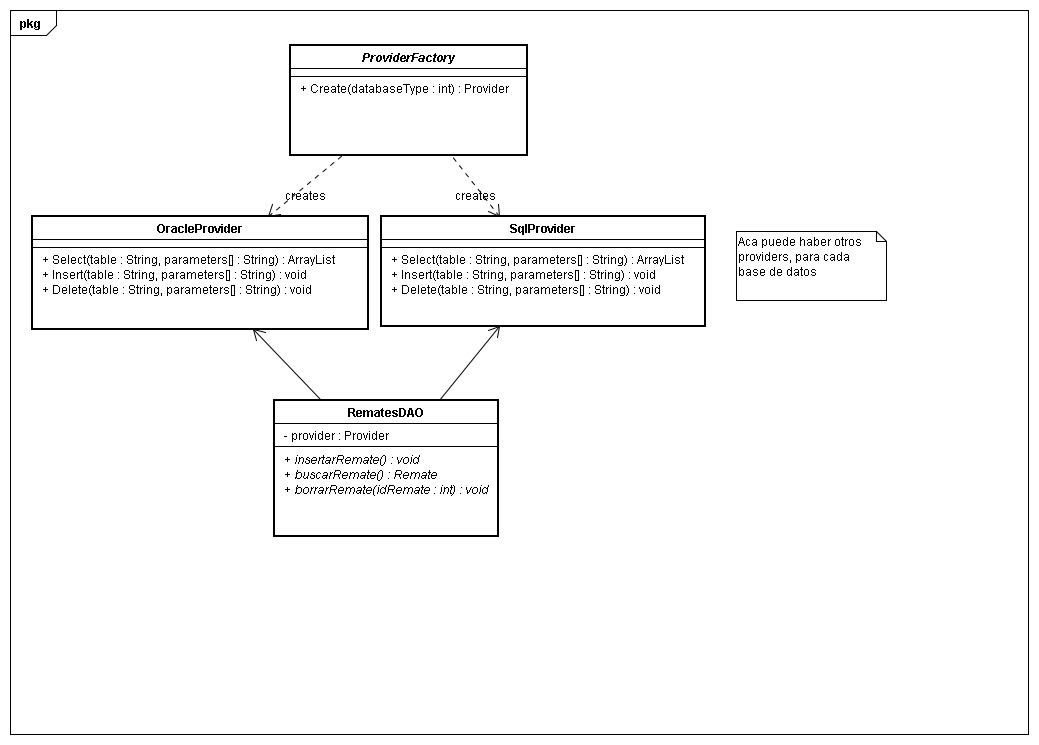 pkg
ProviderFactory
+ Create(databaseType : int) : Provider
creates
creates
OracleProvider
+ Select(table : String, parameters[] : String) : ArrayList
+ Insert(table : String, parameters[] : String) : void
+ Delete(table : String, parameters[] : String) : void
SqlProvider
+ Select(table : String, parameters[] : String) : ArrayList
+ Insert(table : String, parameters[] : String) : void
+ Delete(table : String, parameters[] : String) : void
Aca puede haber otros
providers, para cada
base de datos
RematesDAO
- provider : Provider
+ insertarRemate() : void
+ buscarRemate() : Remate
+ borrarRemate(idRemate : int) : void